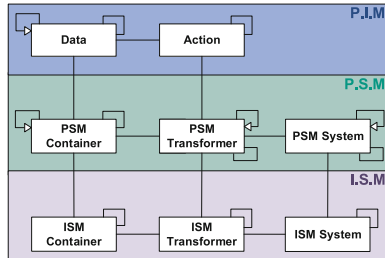 P.I.M
Data
Action
P.S.M
PSM
Container
PSM
Transformer
PSM System
I.S.M
ISM
Container
ISM
Transformer
ISM System